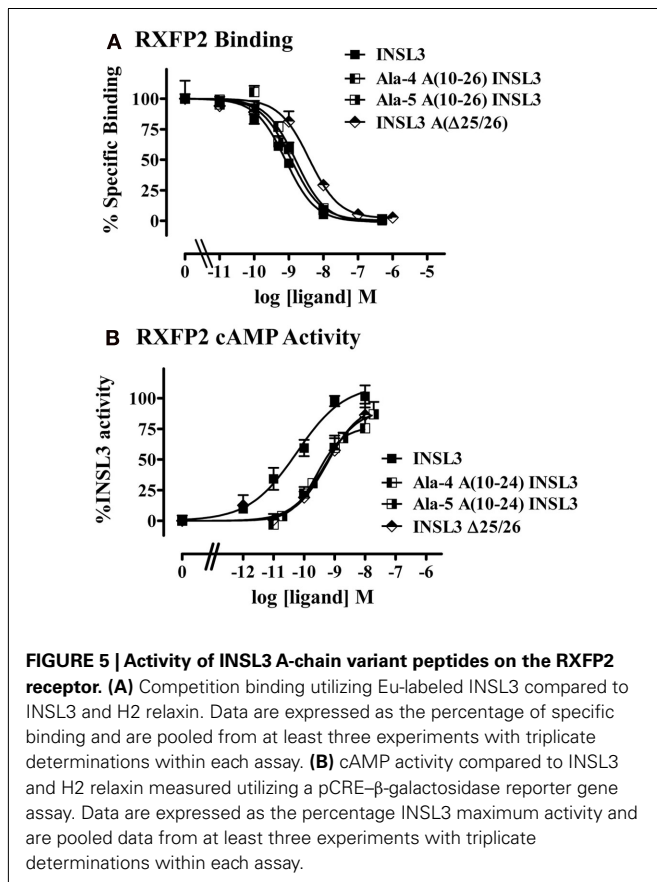 A RXFP2 Binding
INSL3
Ala-4 A(10-26) INSL3
Ala-5 A(10-26) INSL3
INSL3 A(Δ25/26)
% Specific Binding
100
75
50
25
0
0 -11 -10 -9 -8 -7 -6 -5
log [ligand] M
B RXFP2 cAMP Activity
%INSL3 activity
100
75
50
25
0
INSL3
Ala-4 A(10-24) INSL3
Ala-5 A(10-24) INSL3
INSL3 Δ25/26
0 -12 -11 -10 -9 -8 -7 -6
log [ligand] M
FIGURE 5 | Activity of INSL3 A-chain variant peptides on the RXFP2
receptor. (A) Competition binding utilizing Eu-labeled INSL3 compared to
INSL3 and H2 relaxin. Data are expressed as the percentage of specific
binding and are pooled from at least three experiments with triplicate
determinations within each assay. (B) cAMP activity compared to INSL3
and H2 relaxin measured utilizing a pCRE–β-galactosidase reporter gene
assay. Data are expressed as the percentage INSL3 maximum activity and
are pooled data from at least three experiments with triplicate
determinations within each assay.